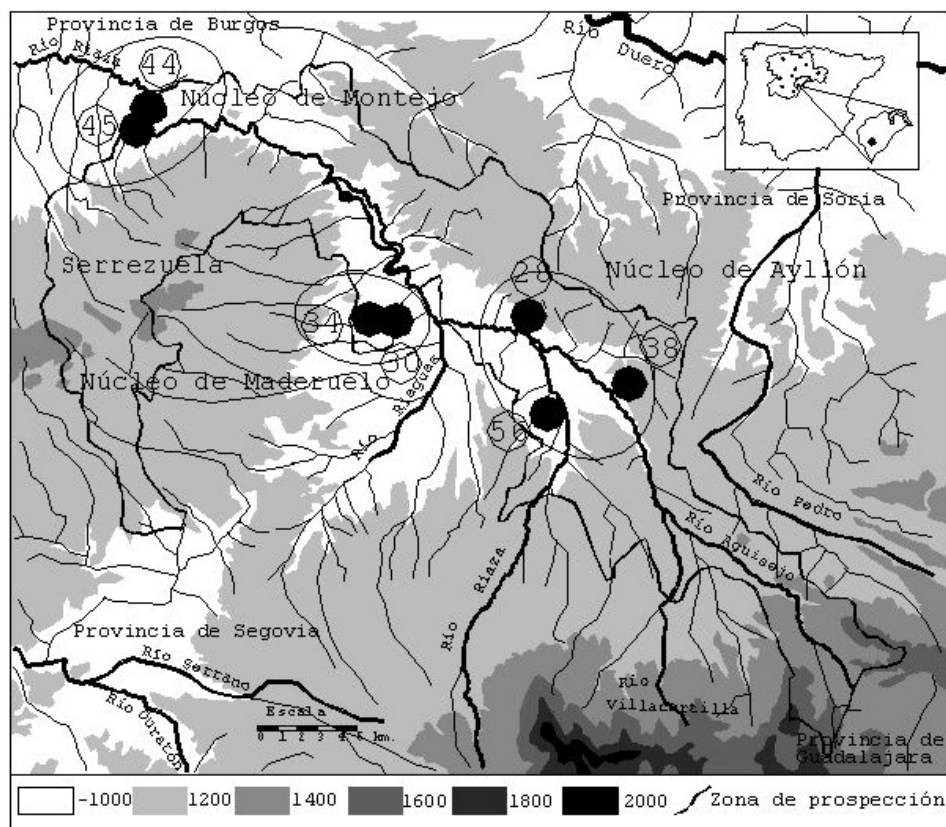 Provincia de Burgos
Río Riaza
44
Núcleo de Montejo
45
Río
Duero
Provincia de Soria
Serrezuela
Núcleo de Ayllón
28
34
30
38
Núcleo de Maderuelo
Río Riaguas
56
Río Pedro
Río Aguisejo
Río Riaza
Provincia de Segovia
Río Serrano
Río Duratón
Escala
0 1 2 3 4 5 km.
Río
Villacortilla
Provincia de
Guadalajara
-1000 1200 1400 1600 1800 2000 Zona de prospección